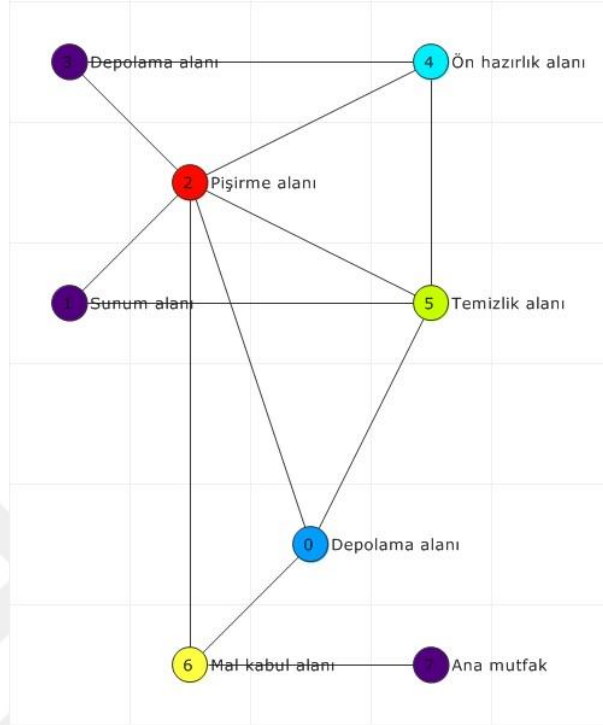 3 Depolama alanı
4 Ön hazırlık alanı
2 Pişirme alanı
1 Sunum alanı
5 Temizlik alanı
0 Depolama alanı
6 Mal kabul alanı
7 Ana mutfak